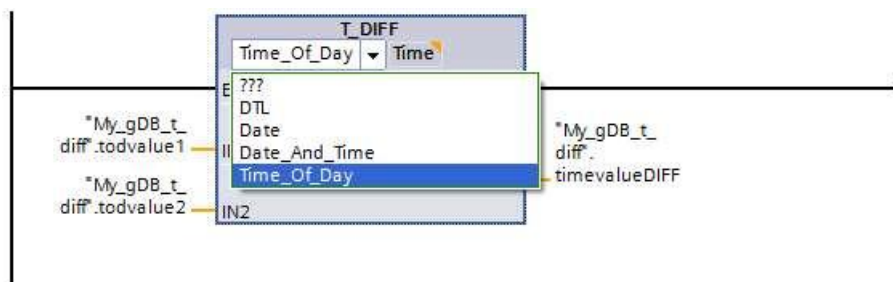 T_DIFF
Time_Of_Day Time
E
???
DTL
Date
Date_And_Time
Time_Of_Day
"My_gDB_t_
diff".todvalue1
"My_gDB_t_
diff".todvalue2
IN2
"My_gDB_t_
diff".
timevalueDIFF